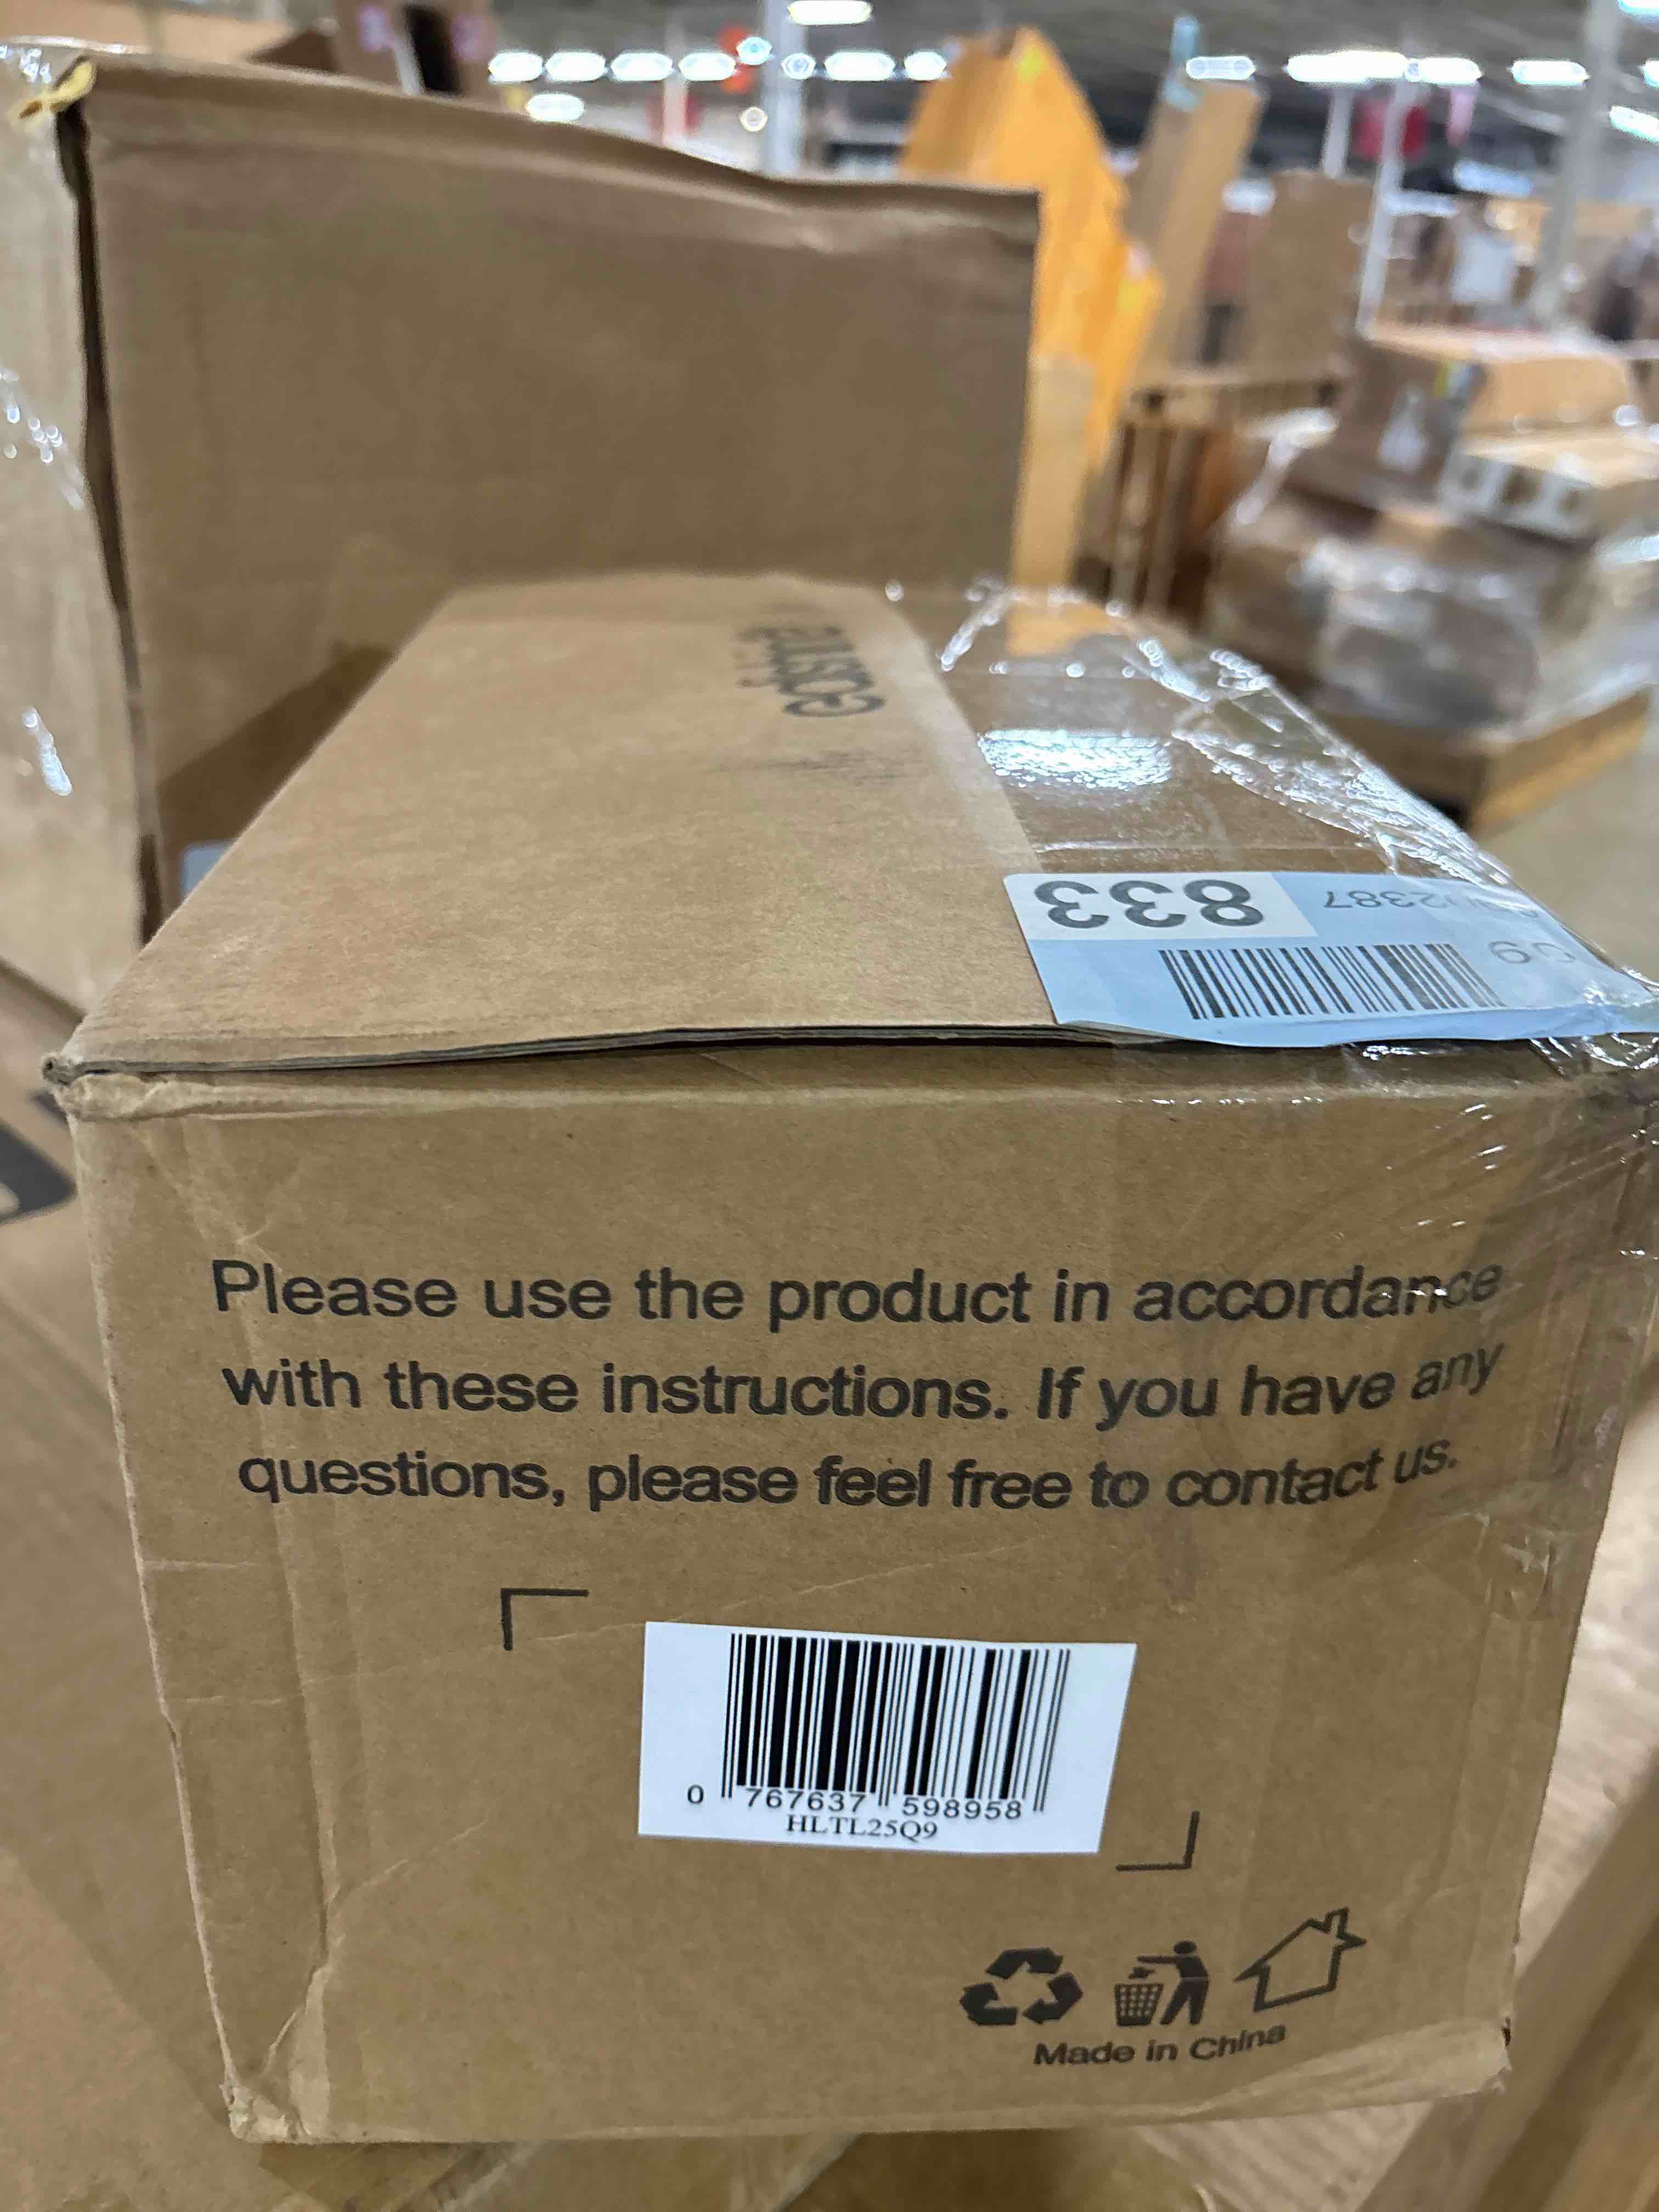 833
Please use the product in accordance
with these instructions. If you have any
questions, please feel free to contact us.
0 767637 598958
HLTL25Q9
Made in China